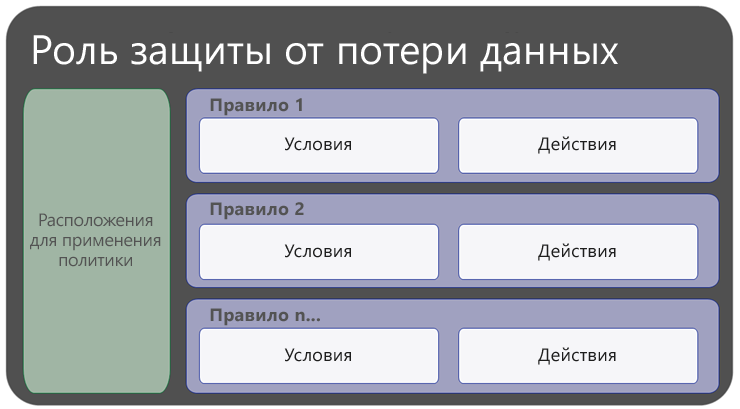 Роль защиты от потери данных
Расположения
для применения
политики
Правило 1
Условия
Действия
Правило 2
Условия
Действия
Правило n...
Условия
Действия